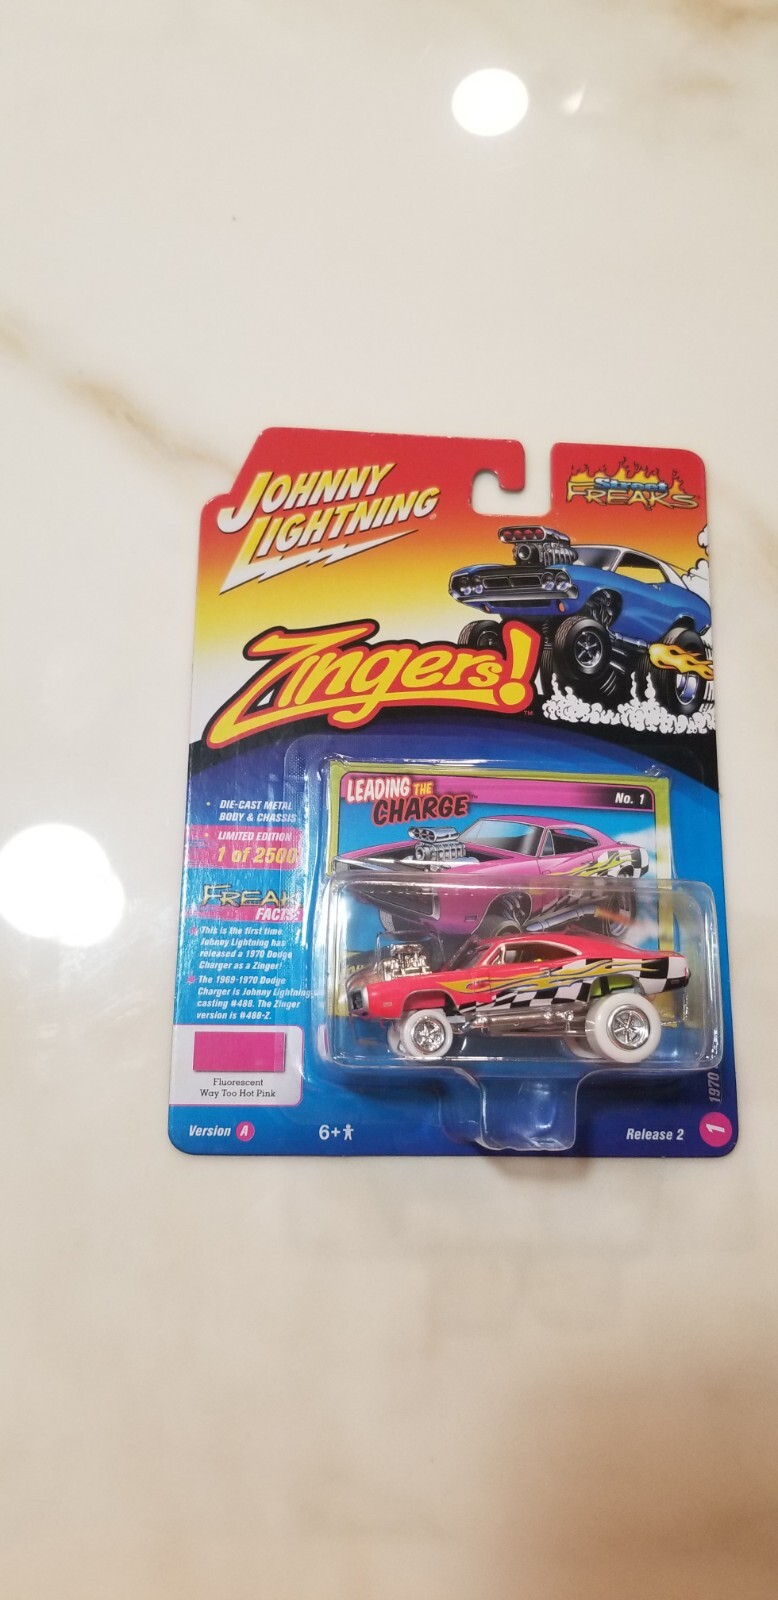 JOHNNY
LIGHTNING
Street
FREAKS
Zingers!
™
• DIE-CAST METAL
BODY & CHASSIS
• LIMITED EDITION
1 of 2500
FREAK
FACTS:
This is the first time
Johnny Lightning has
released a 1970 Dodge
Charger as a Zinger!
The 1969-1970 Dodge
Charger is Johnny Lightning
casting #488. The Zinger
version is #488-Z.
LEADING THE
CHARGE™
No. 1
Fluorescent
Way Too Hot Pink
Version A
6+
Release 2
1
1970